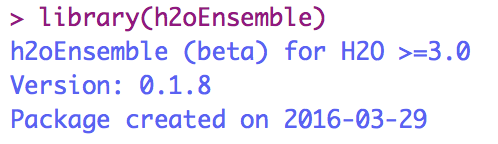 > library(h2oEnsemble)
h2oEnsemble (beta) for H2O >=3.0
Version: 0.1.8
Package created on 2016-03-29